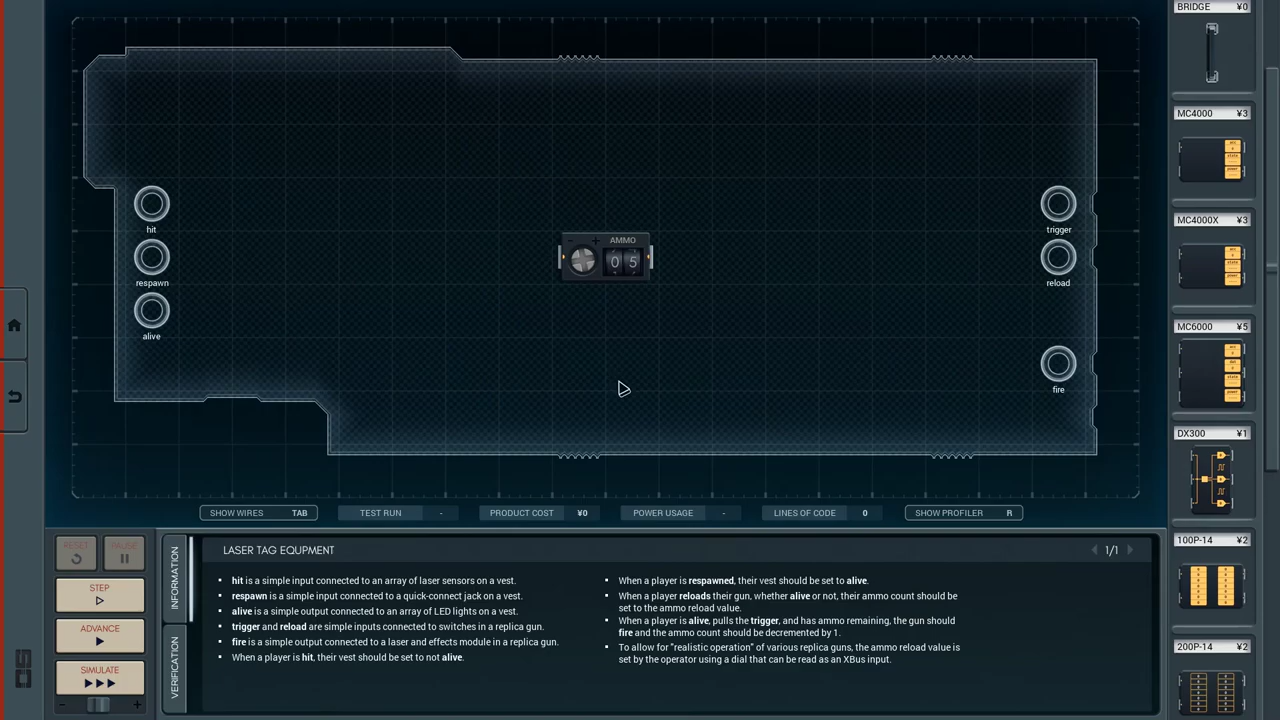 BRIDGE ¥0
MC4000 ¥3
MC4000X ¥3
MC6000 ¥5
DX300 ¥1
100P-14 ¥2
200P-14 ¥2
hit
respawn
alive
- + AMMO
05
trigger
reload
fire
SHOW WIRES TAB
TEST RUN -
PRODUCT COST ¥0
POWER USAGE -
LINES OF CODE 0
SHOW PROFILER R
RESET
PAUSE
STEP
ADVANCE
SIMULATE
- +
INFORMATION
VERIFICATION
LASER TAG EQUPMENT
1/1
▪ hit is a simple input connected to an array of laser sensors on a vest.
▪ respawn is a simple input connected to a quick-connect jack on a vest.
▪ alive is a simple output connected to an array of LED lights on a vest.
▪ trigger and reload are simple inputs connected to switches in a replica gun.
▪ fire is a simple output connected to a laser and effects module in a replica gun.
▪ When a player is hit, their vest should be set to not alive.
▪ When a player is respawned, their vest should be set to alive.
▪ When a player reloads their gun, whether alive or not, their ammo count should be
set to the ammo reload value.
▪ When a player is alive, pulls the trigger, and has ammo remaining, the gun should
fire and the ammo count should be decremented by 1.
▪ To allow for "realistic operation" of various replica guns, the ammo reload value is
set by the operator using a dial that can be read as an XBus input.